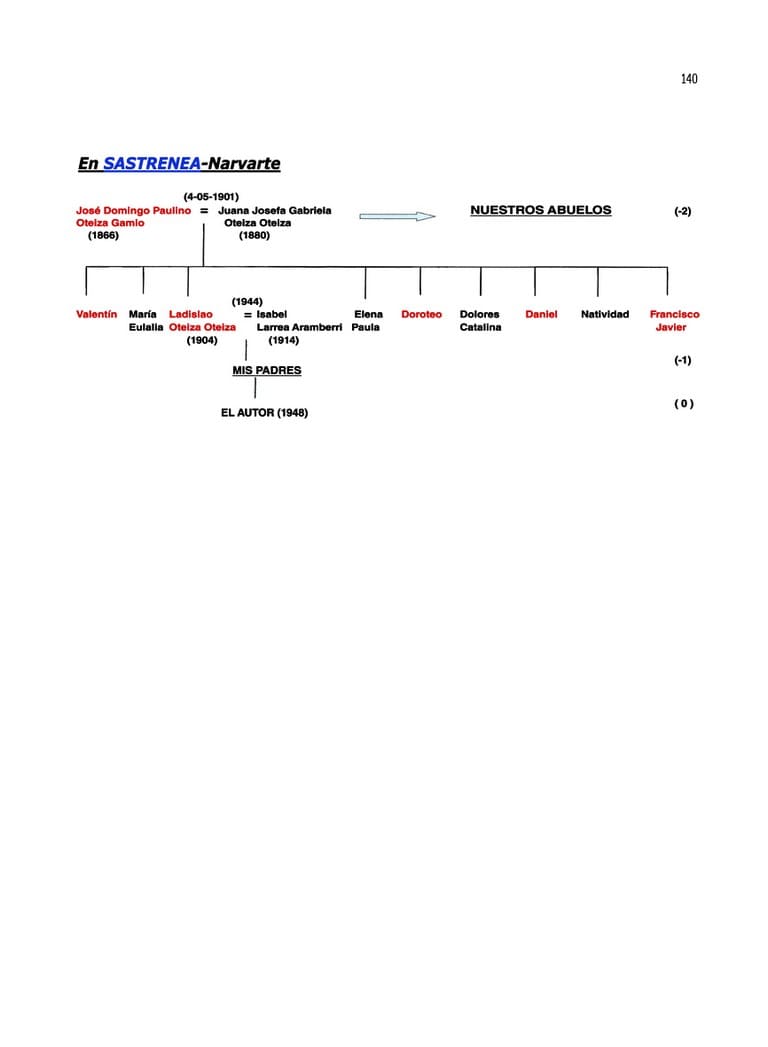 140
En SASTRENEA-Narvarte
(4-05-1901)
José Domingo Paulino = Juana Josefa Gabriela NUESTROS ABUELOS (-2)
Oteiza Gamio Oteiza Oteiza
(1866) (1880)
(1944)
Valentín María Ladislao = Isabel Elena Doroteo Dolores Daniel Natividad Francisco
Eulalia Oteiza Oteiza Larrea Aramberri Paula Catalina Javier
(1904) (1914)
(-1)
MIS PADRES
(0)
EL AUTOR (1948)